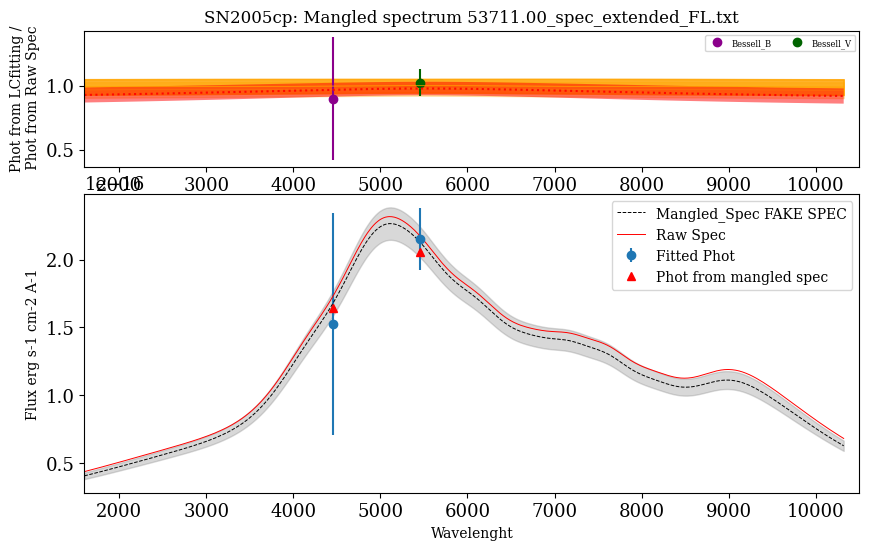 SN2005cp: Mangled spectrum 53711.00_spec_extended_FL.txt
Phot from LCfitting /
Phot from Raw Spec
Bessell_B
Bessell_V
1.0
0.5
2000 3000 4000 5000 6000 7000 8000 9000 10000
1e−16
Mangled_Spec FAKE SPEC
Raw Spec
Fitted Phot
Phot from mangled spec
Flux erg s-1 cm-2 A-1
2.0
1.5
1.0
0.5
2000 3000 4000 5000 6000 7000 8000 9000 10000
Wavelenght